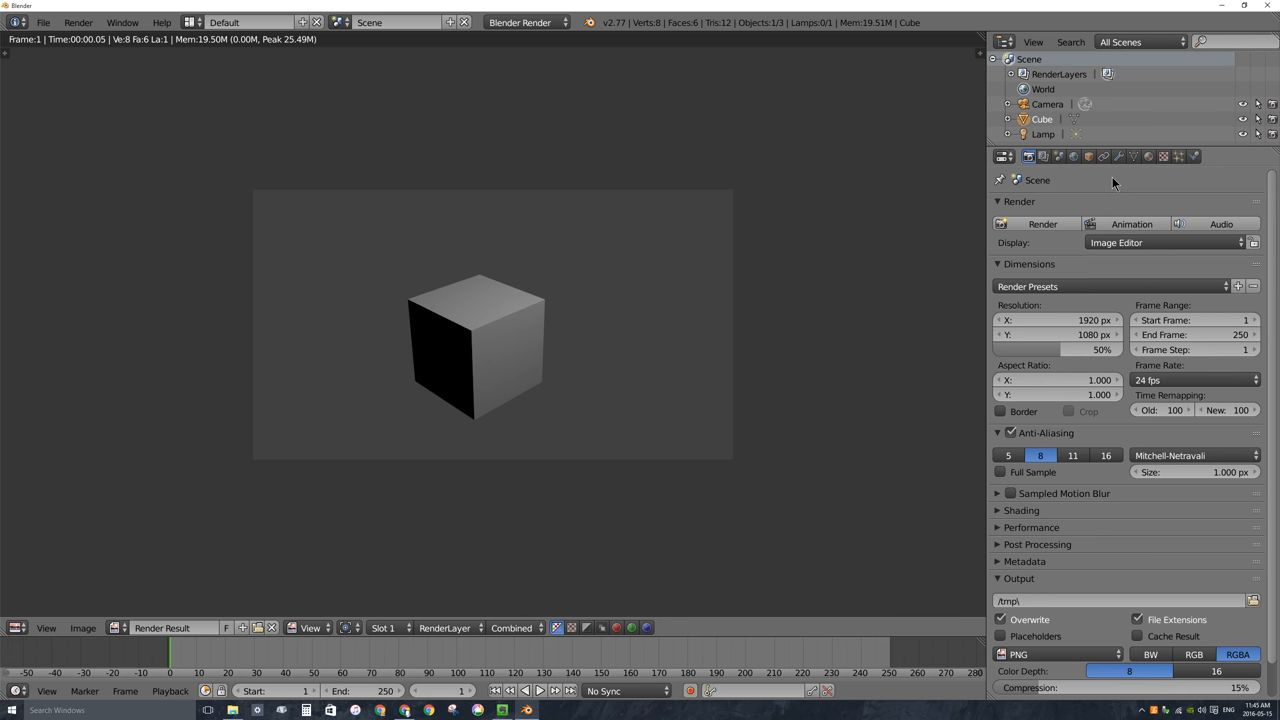 Blender
File Render Window Help Default Scene Blender Render v2.77 | Verts:8 | Faces:6 | Tris:12 | Objects:1/3 | Lamps:0/1 | Mem:19.51M | Cube
Frame:1 | Time:00:00.05 | Ve:8 Fa:6 La:1 | Mem:19.50M (0.00M, Peak 25.49M)
View Search All Scenes
Scene
RenderLayers
World
Camera
Cube
Lamp
Scene
Render
Render Animation Audio
Display: Image Editor
Dimensions
Render Presets
Resolution: Frame Range:
X: 1920 px Start Frame: 1
Y: 1080 px End Frame: 250
50% Frame Step: 1
Aspect Ratio: Frame Rate:
X: 1.000 24 fps
Y: 1.000 Time Remapping:
Border Crop Old: 100 New: 100
Anti-Aliasing
5 8 11 16 Mitchell-Netravali
Full Sample Size: 1.000 px
Sampled Motion Blur
Shading
Performance
Post Processing
Metadata
Output
/tmp\
Overwrite File Extensions
Placeholders Cache Result
PNG BW RGB RGBA
Color Depth: 8 16
Compression: 15%
View Image Render Result F View Slot 1 RenderLayer Combined
-50 -40 -30 -20 -10 0 10 20 30 40 50 60 70 80 90 100 110 120 130 140 150 160 170 180 190 200 210 220 230 240 250 260 270 280
View Marker Frame Playback Start: 1 End: 250 1 No Sync
Search Windows ENG 11:45 AM
2016-05-15